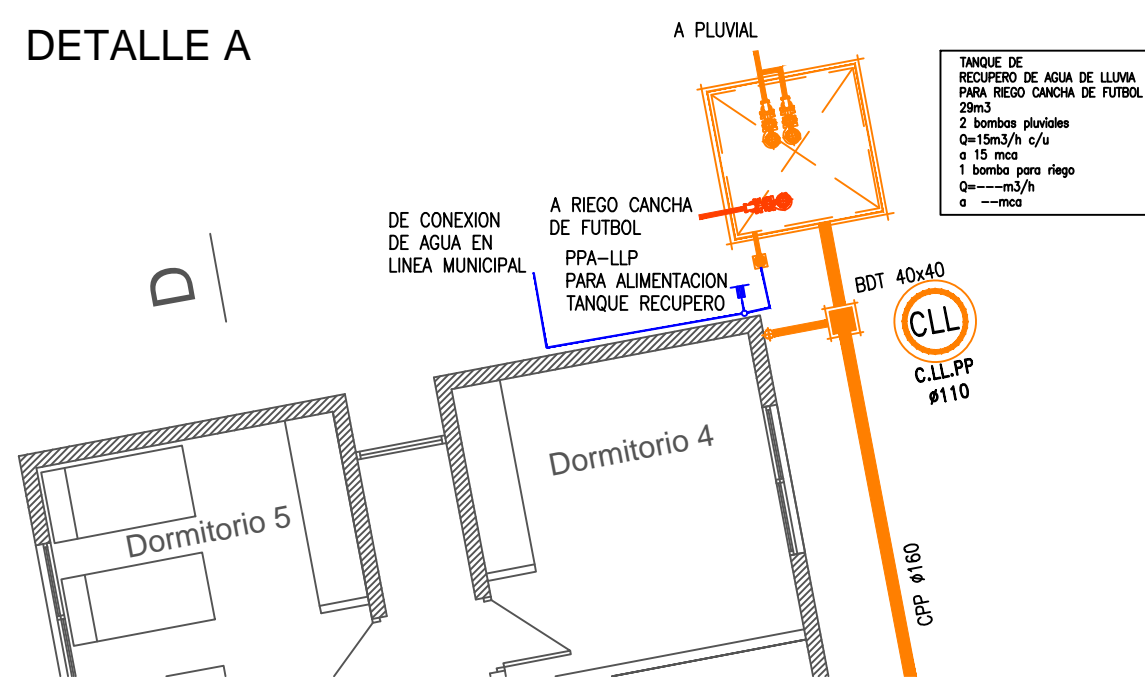 DETALLE A
A PLUVIAL
TANQUE DE
RECUPERO DE AGUA DE LLUVIA
PARA RIEGO CANCHA DE FUTBOL
29m3
2 bombas pluviales
Q=15m3/h c/u
a 15 mca
1 bomba para riego
Q=---m3/h
a --mca
DE CONEXION
DE AGUA EN
LINEA MUNICIPAL
A RIEGO CANCHA
DE FUTBOL
PPA-LLP
PARA ALIMENTACION
TANQUE RECUPERO
D
BDT 40x40
CLL
C.LL.PP
ø110
Dormitorio 4
Dormitorio 5
CPP ø160